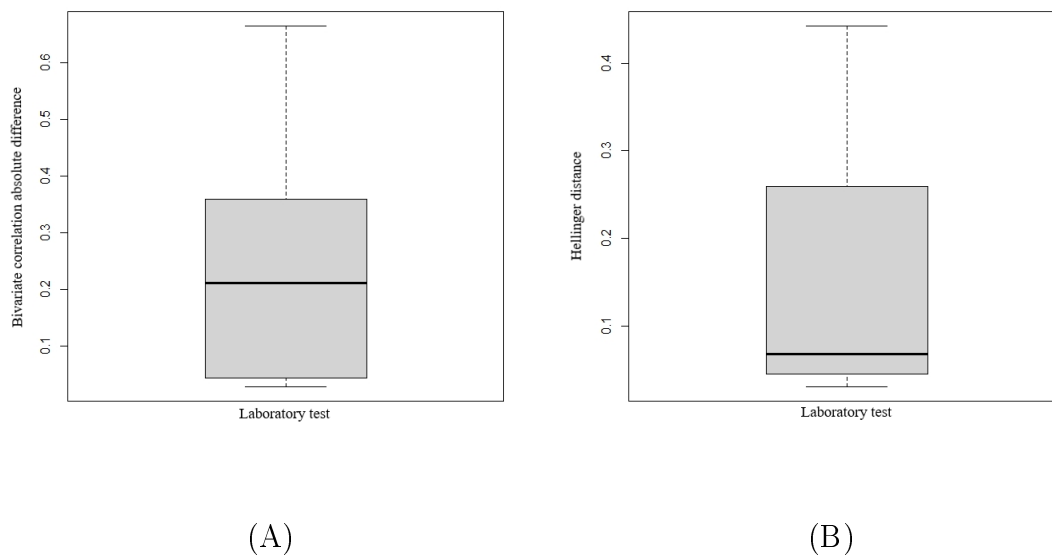 Bivariate correlation absolute difference
0.6
0.5
0.4
0.3
0.2
0.1
Laboratory test
(A)
Hellinger distance
0.4
0.3
0.2
0.1
Laboratory test
(B)